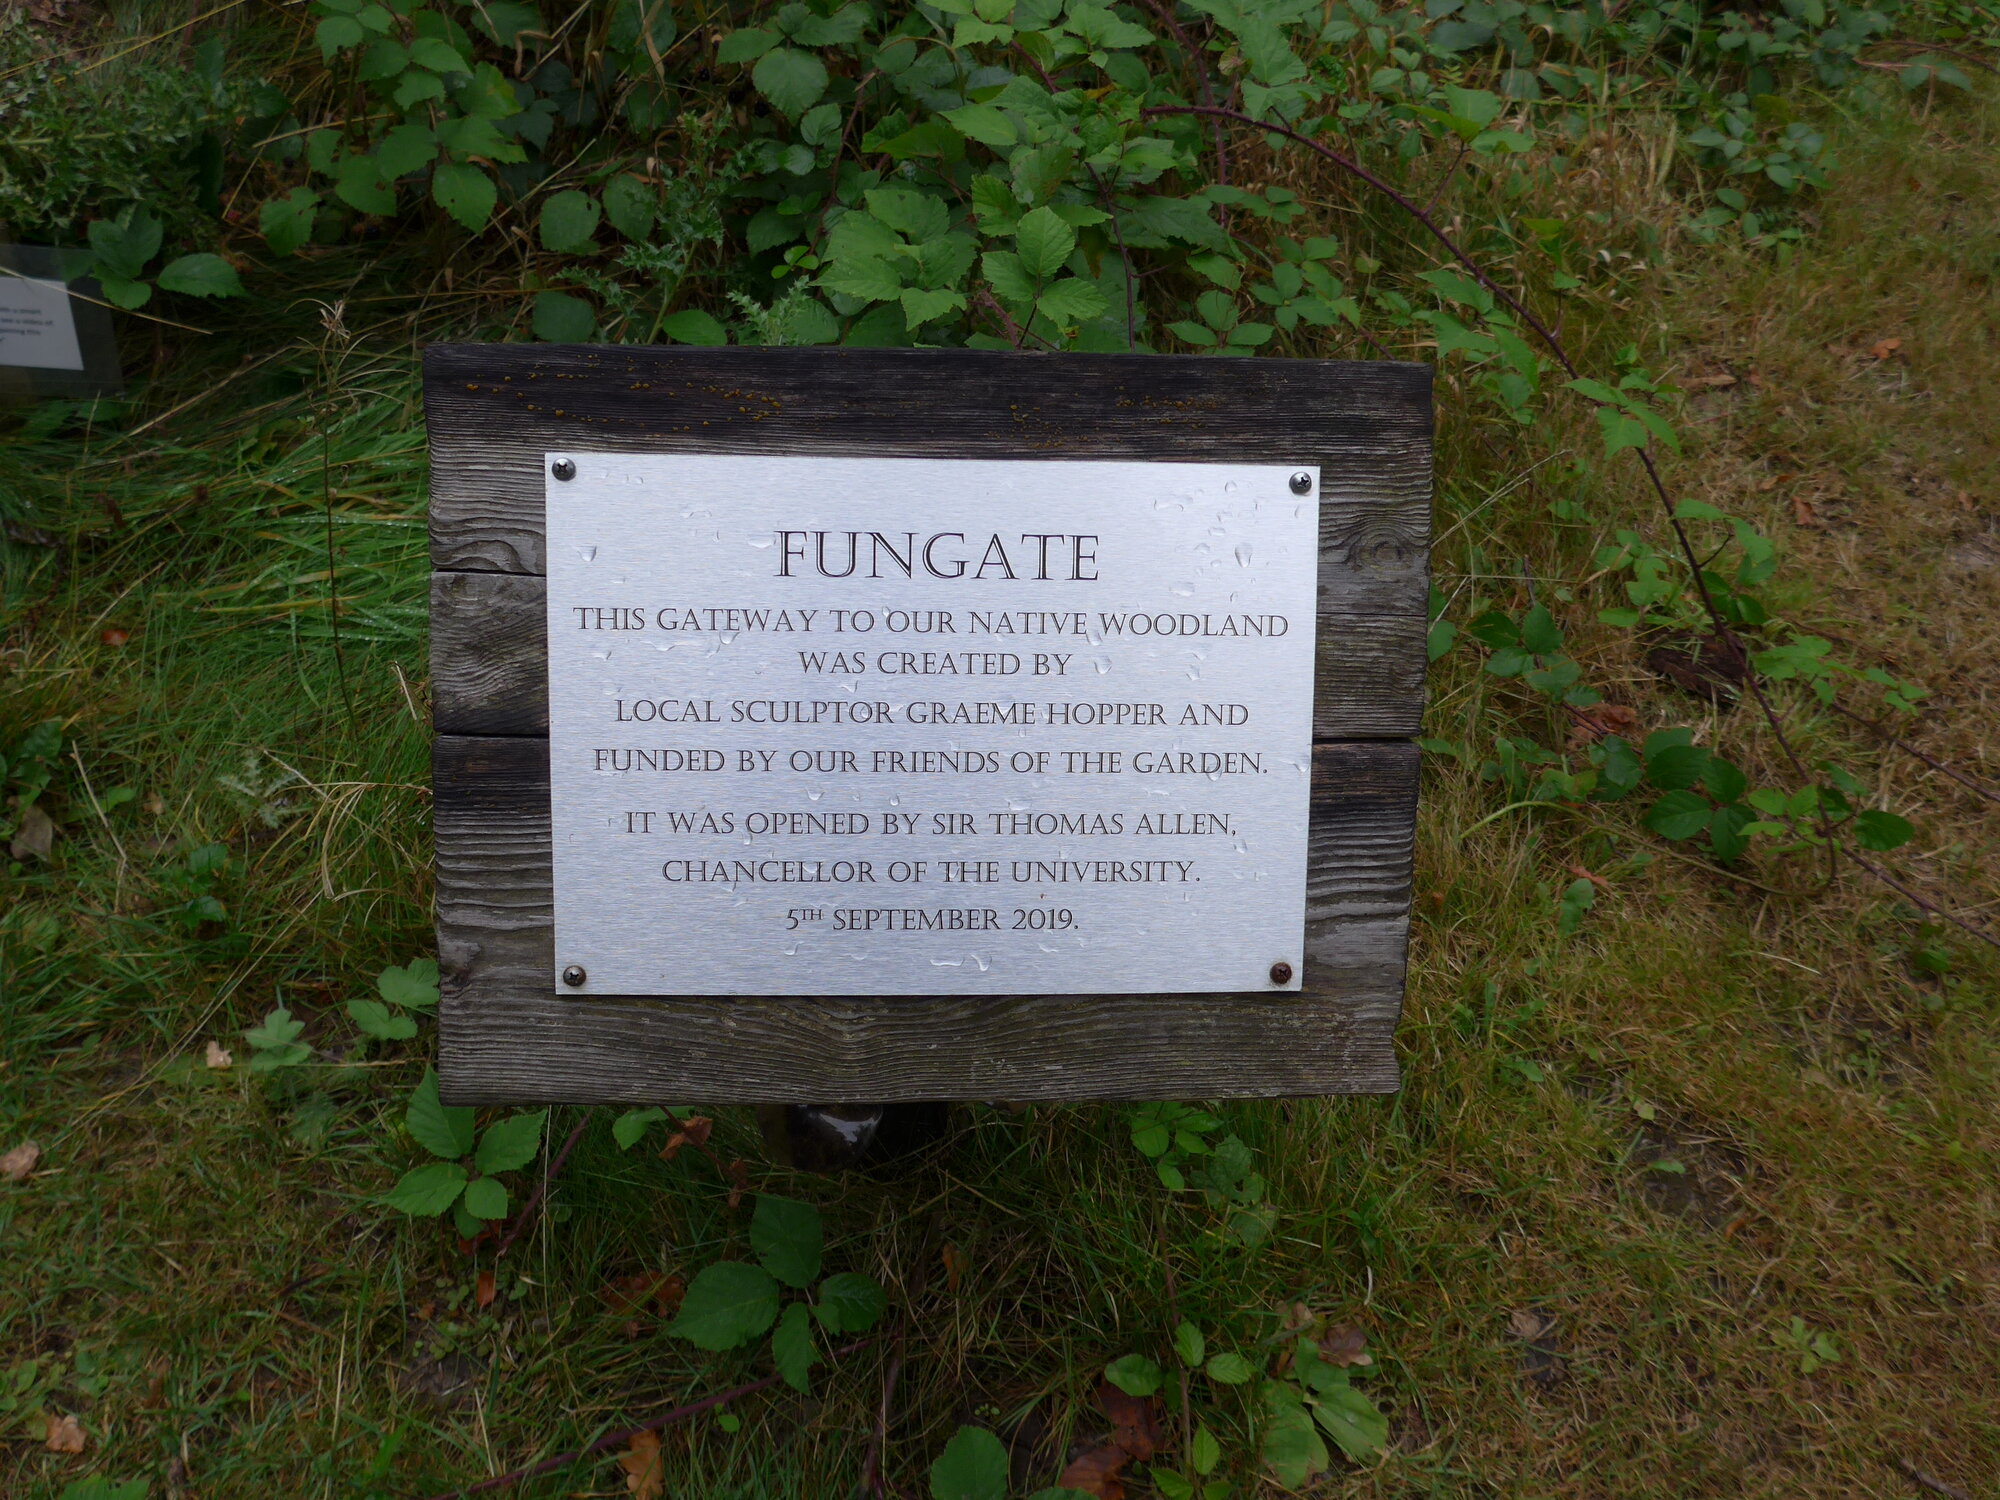 FUNGATE
THIS GATEWAY TO OUR NATIVE WOODLAND
WAS CREATED BY
LOCAL SCULPTOR GRAEME HOPPER AND
FUNDED BY OUR FRIENDS OF THE GARDEN.
IT WAS OPENED BY SIR THOMAS ALLEN,
CHANCELLOR OF THE UNIVERSITY.
5TH SEPTEMBER 2019.